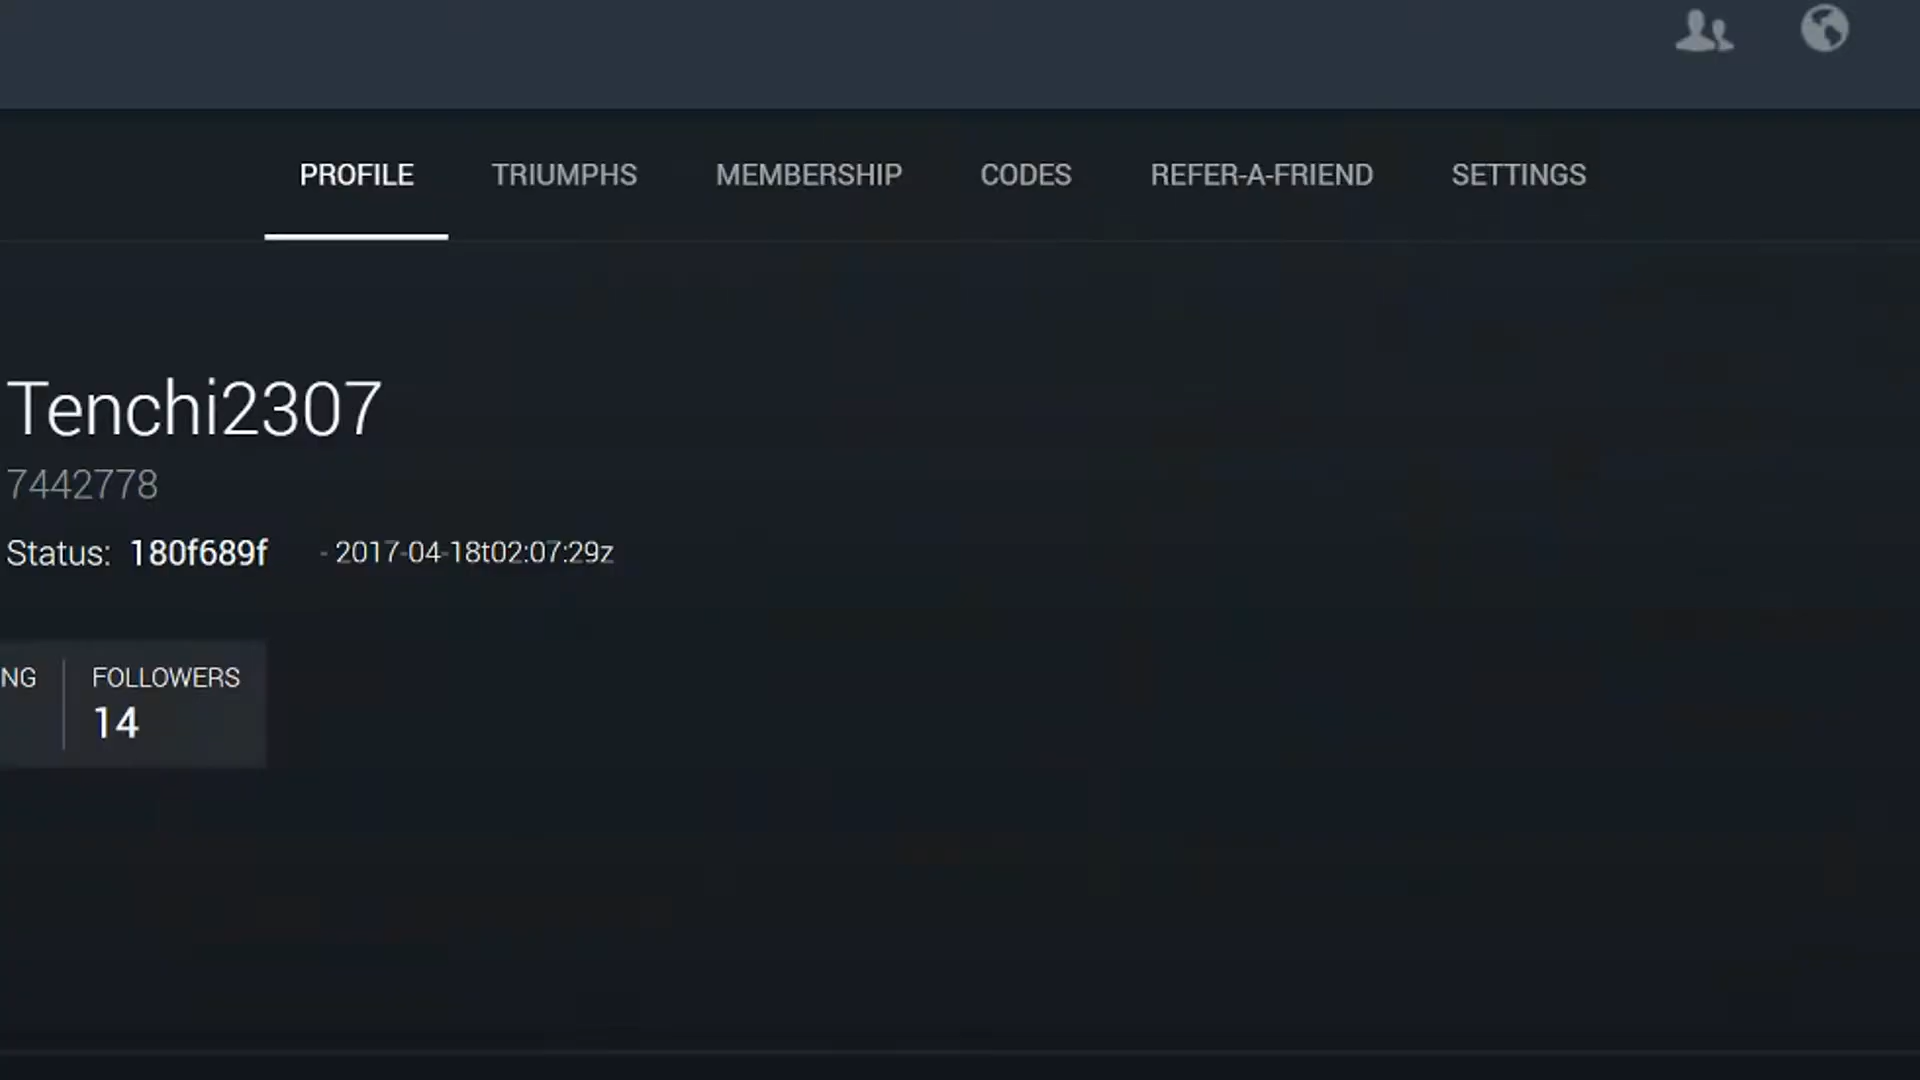 PROFILE TRIUMPHS MEMBERSHIP CODES REFER-A-FRIEND SETTINGS
Tenchi2307
7442778
Status: 180f689f - 2017-04-18t02:07:29z
NG FOLLOWERS
14